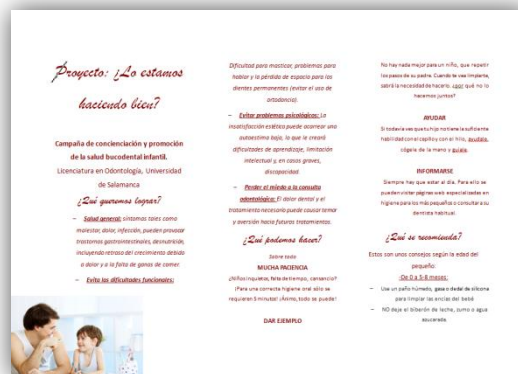 Proyecto: ¿Lo estamos
haciendo bien?
Campaña de concienciación y promoción
de la salud bucodental infantil.
Licenciatura en Odontología, Universidad
de Salamanca
¿Qué queremos lograr?
– Salud general: síntomas tales como
malestar, dolor, infección, pueden provocar
trastornos gastrointestinales, desnutrición,
incluyendo retraso del crecimiento debido
a dolor y a la falta de ganas de comer.
– Evita las dificultades funcionales:
Dificultad para masticar, problemas para
hablar y la pérdida de espacio para los
dientes permanentes (evitar el uso de
ortodoncia).
– Evitar problemas psicológicos: La
insatisfacción estética puede acarrear una
autoestima baja, lo que le creará
dificultades de aprendizaje, limitación
intelectual y, en casos graves,
discapacidad.
– Perder el miedo a la consulta
odontológica: El dolor dental y el
tratamiento necesario puede causar temor
y aversión hacia futuros tratamientos.
¿Qué podemos hacer?
Sobre todo
MUCHA PACIENCIA
¿Niños inquietos, falta de tiempo, cansancio?
¡Para una correcta higiene oral sólo se
requieren 3 minutos! ¡Ánimo, todo se puede!
DAR EJEMPLO
No hay nada mejor para un niño, que repetir
los pasos de su padre. Cuando te vea limpiarte,
sabrá la necesidad de hacerlo. ¿por qué no lo
hacemos juntos?
AYUDAR
Si todavía ves que tu hijo no tiene la suficiente
habilidad con el cepillo y con el hilo, ayudale,
cógela de la mano y guiale.
INFORMARSE
Siempre hay que estar al día. Para ello se
pueden visitar páginas web especializadas en
higiene para los más pequeños o consultar a su
dentista habitual.
¿Qué se recomienda?
Estos son unos consejos según la edad del
pequeño:
-De 0 a 5-8 meses:
– Use un paño húmedo, gasa o dedal de silicona
para limpiar las encías del bebé
– NO deje el biberón de leche, zumo o agua
azucarada.